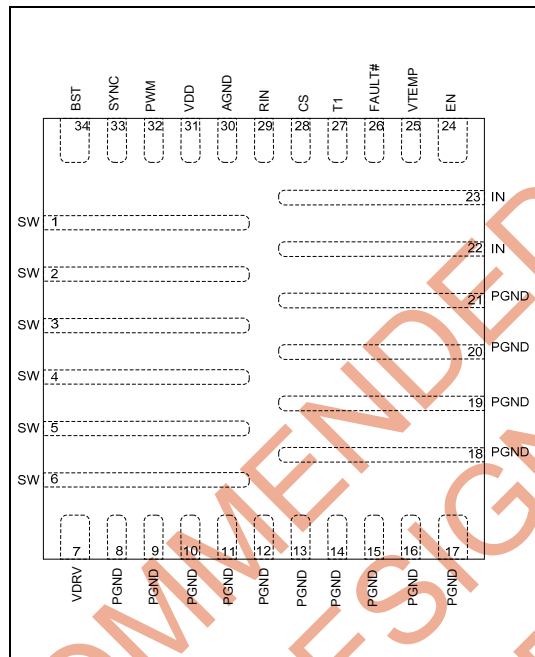 BST SYNC PWM VDD AGND RIN CS T1 FAULT# VTEMP EN
34 33 32 31 30 29 28 27 26 25 24
23 IN
SW 1
22 IN
SW 2
21 PGND
SW 3
20 PGND
SW 4
19 PGND
SW 5
18 PGND
SW 6
7 8 9 10 11 12 13 14 15 16 17
VDRV PGND PGND PGND PGND PGND PGND PGND PGND PGND PGND
OMMENDED
ESIGN